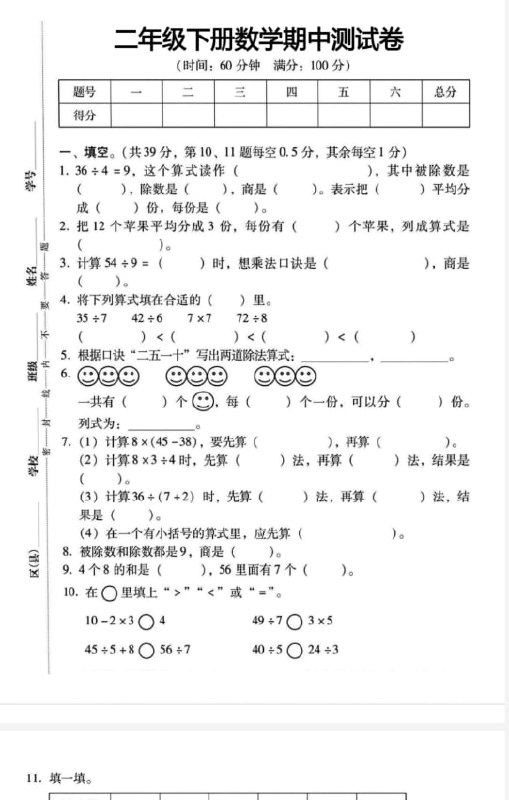 二年级下册数学期中测试卷
(时间：60 分钟 满分：100 分)
题号 一 二 三 四 五 六 总分
得分
一、填空。(共 39 分，第 10、11 题每空 0.5 分，其余每空 1 分)
1. 36÷4＝9，这个算式读作（ ），其中被除数是
（ ），除数是（ ），商是（ ）。表示把（ ）平均分
成（ ）份，每份是（ ）。
2. 把 12 个苹果平均分成 3 份，每份有（ ）个苹果，列成算式是
（ ）。
3. 计算 54÷9＝（ ）时，想乘法口诀是（ ），商是
（ ）。
4. 将下列算式填在合适的（ ）里。
35÷7 42÷6 7×7 72÷8
（ ）＜（ ）＜（ ）＜（ ）
5. 根据口诀“二五一十”写出两道除法算式：________，________。
6.
一共有（ ）个 ，每（ ）个一份，可以分（ ）份。
列式为：________。
7. (1) 计算 8×(45－38)，要先算（ ），再算（ ）。
(2) 计算 8×3÷4 时，先算（ ）法，再算（ ）法，结果是
（ ）。
(3) 计算 36÷(7＋2) 时，先算（ ）法，再算（ ）法，结
果是（ ）。
(4) 在一个有小括号的算式里，应先算（ ）。
8. 被除数和除数都是 9，商是（ ）。
9. 4 个 8 的和是（ ），56 里面有 7 个（ ）。
10. 在 ○ 里填上“＞”“＜”或“＝”。
10－2×3 ○ 4 49÷7 ○ 3×5
45÷5＋8 ○ 56÷7 40÷5 ○ 24÷3
11. 填一填。
学号
姓名
班级
学校
区(县)
密 封 线 内 不 要 答 题